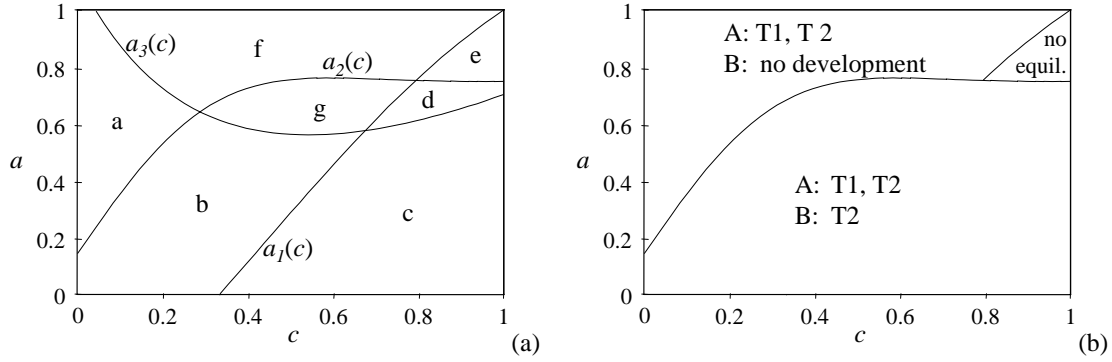 1
0.8
0.6
a
0.4
0.2
0
0 0.2 0.4 0.6 0.8 1
c
(a)
a3(c)
f
a2(c)
e
a
g
d
b
a1(c)
c
1
0.8
0.6
a
0.4
0.2
0
0 0.2 0.4 0.6 0.8 1
c
(b)
A: T1, T 2
B: no development
no
equil.
A: T1, T2
B: T2